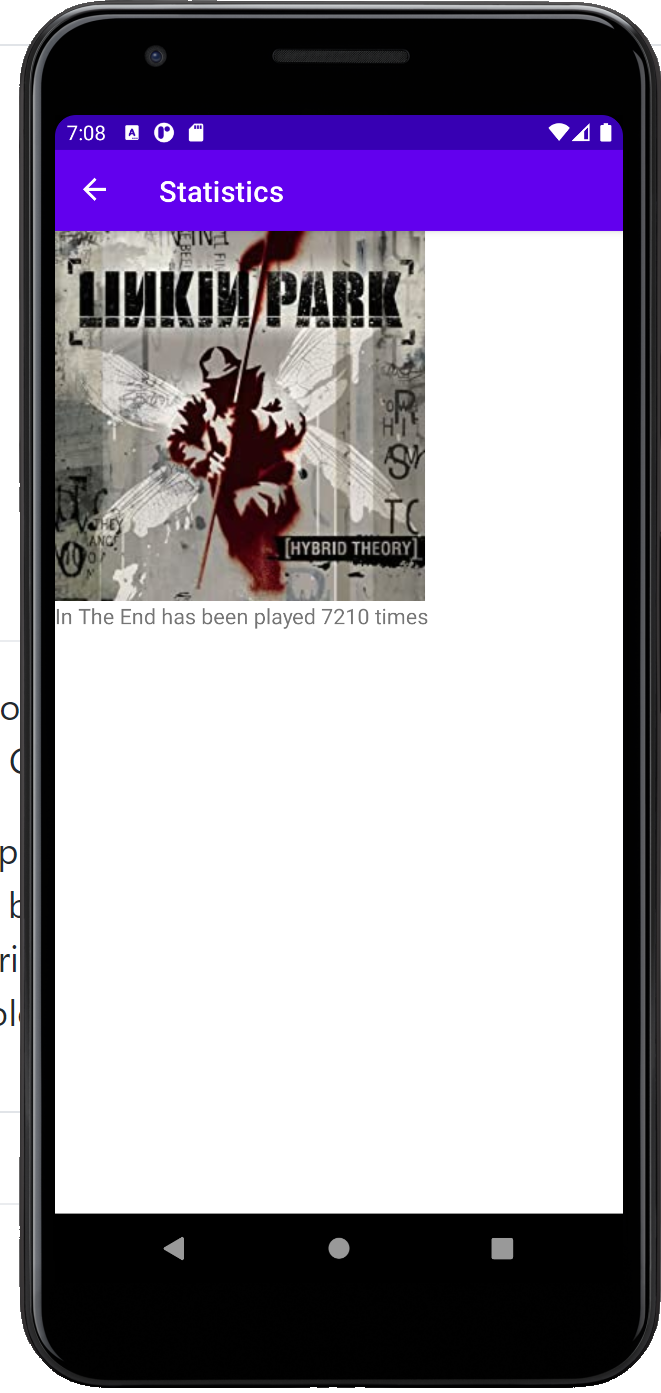 7:08
Statistics
LINKIN PARK
[HYBRID THEORY]
In The End has been played 7210 times